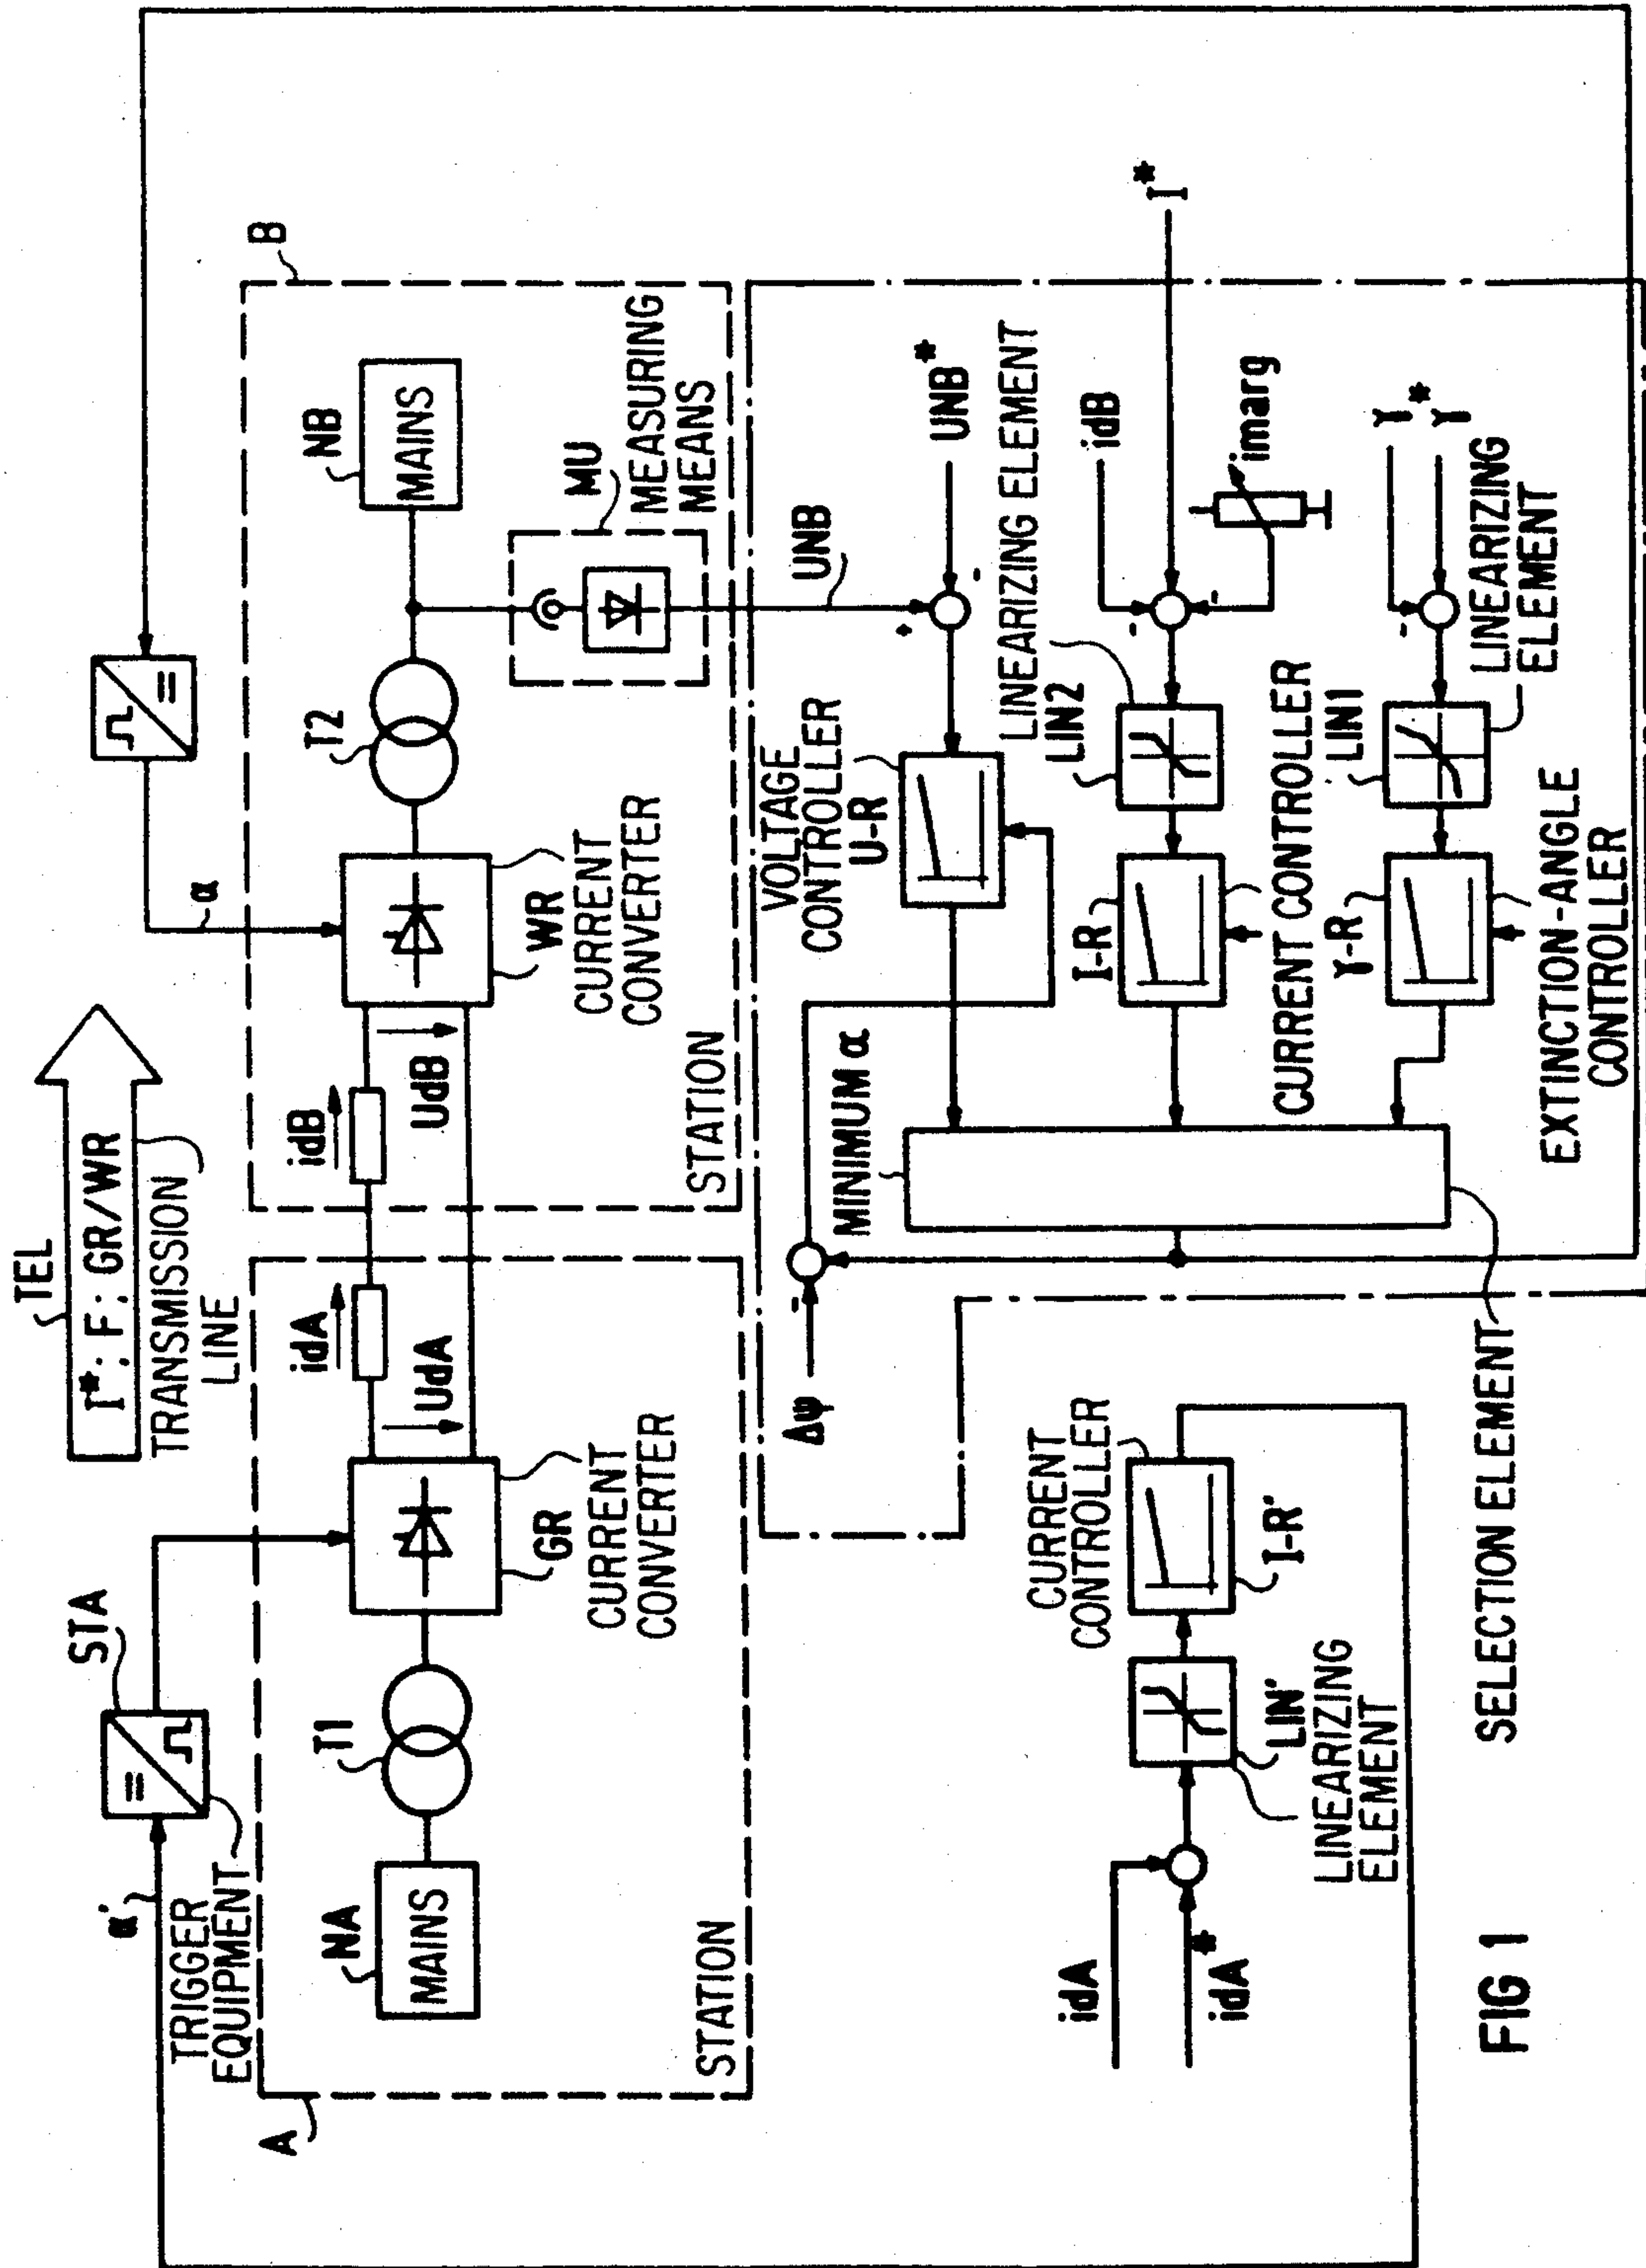 TEL
I*: F: GR/WR
TRANSMISSION
LINE
α'
TRIGGER
EQUIPMENT
STA
α
A
NA
MAINS
T1
GR
CURRENT
CONVERTER
idA
UdA
STATION
B
idB
UdB
WR
CURRENT
CONVERTER
T2
NB
MAINS
MU
MEASURING
MEANS
STATION
UNB
UNB*
+
-
VOLTAGE
CONTROLLER
U-R
Δψ
-
MINIMUM α
LINEARIZING ELEMENT
LIN2
idB
I*
imarg
-
-
I-R
CURRENT CONTROLLER
LIN1
γ*
γ
-
LINEARIZING
ELEMENT
γ-R
EXTINCTION-ANGLE
CONTROLLER
SELECTION ELEMENT
CURRENT
CONTROLLER
I-R'
LIN'
LINEARIZING
ELEMENT
idA
idA*
FIG 1